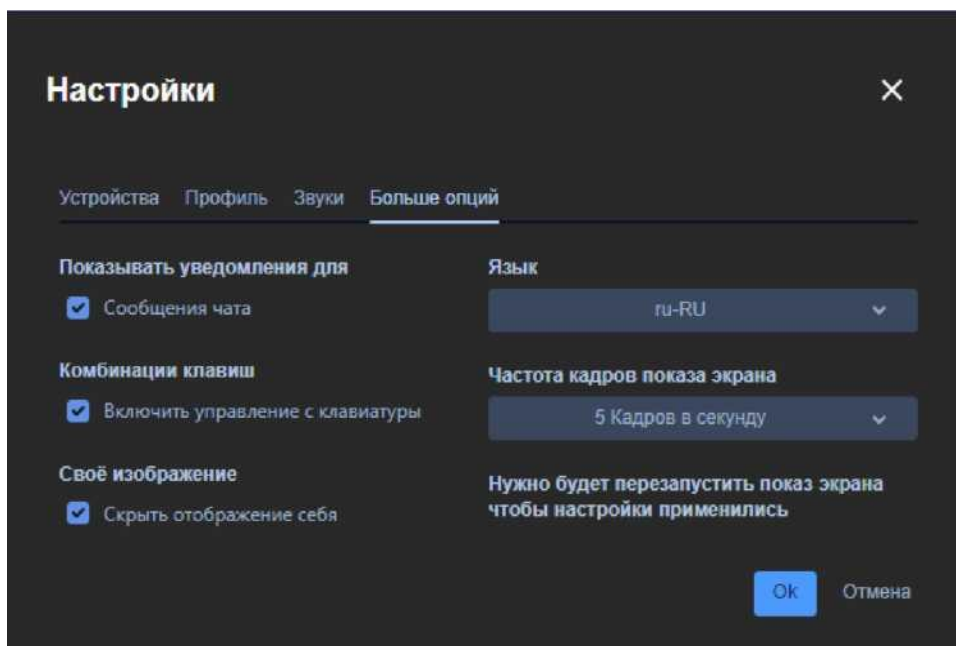 Настройки
Устройства Профиль Звуки Больше опций
Показывать уведомления для
Сообщения чата
Комбинации клавиш
Включить управление с клавиатуры
Своё изображение
Скрыть отображение себя
Язык
ru-RU
Частота кадров показа экрана
5 Кадров в секунду
Нужно будет перезапустить показ экрана
чтобы настройки применились
Ok Отмена